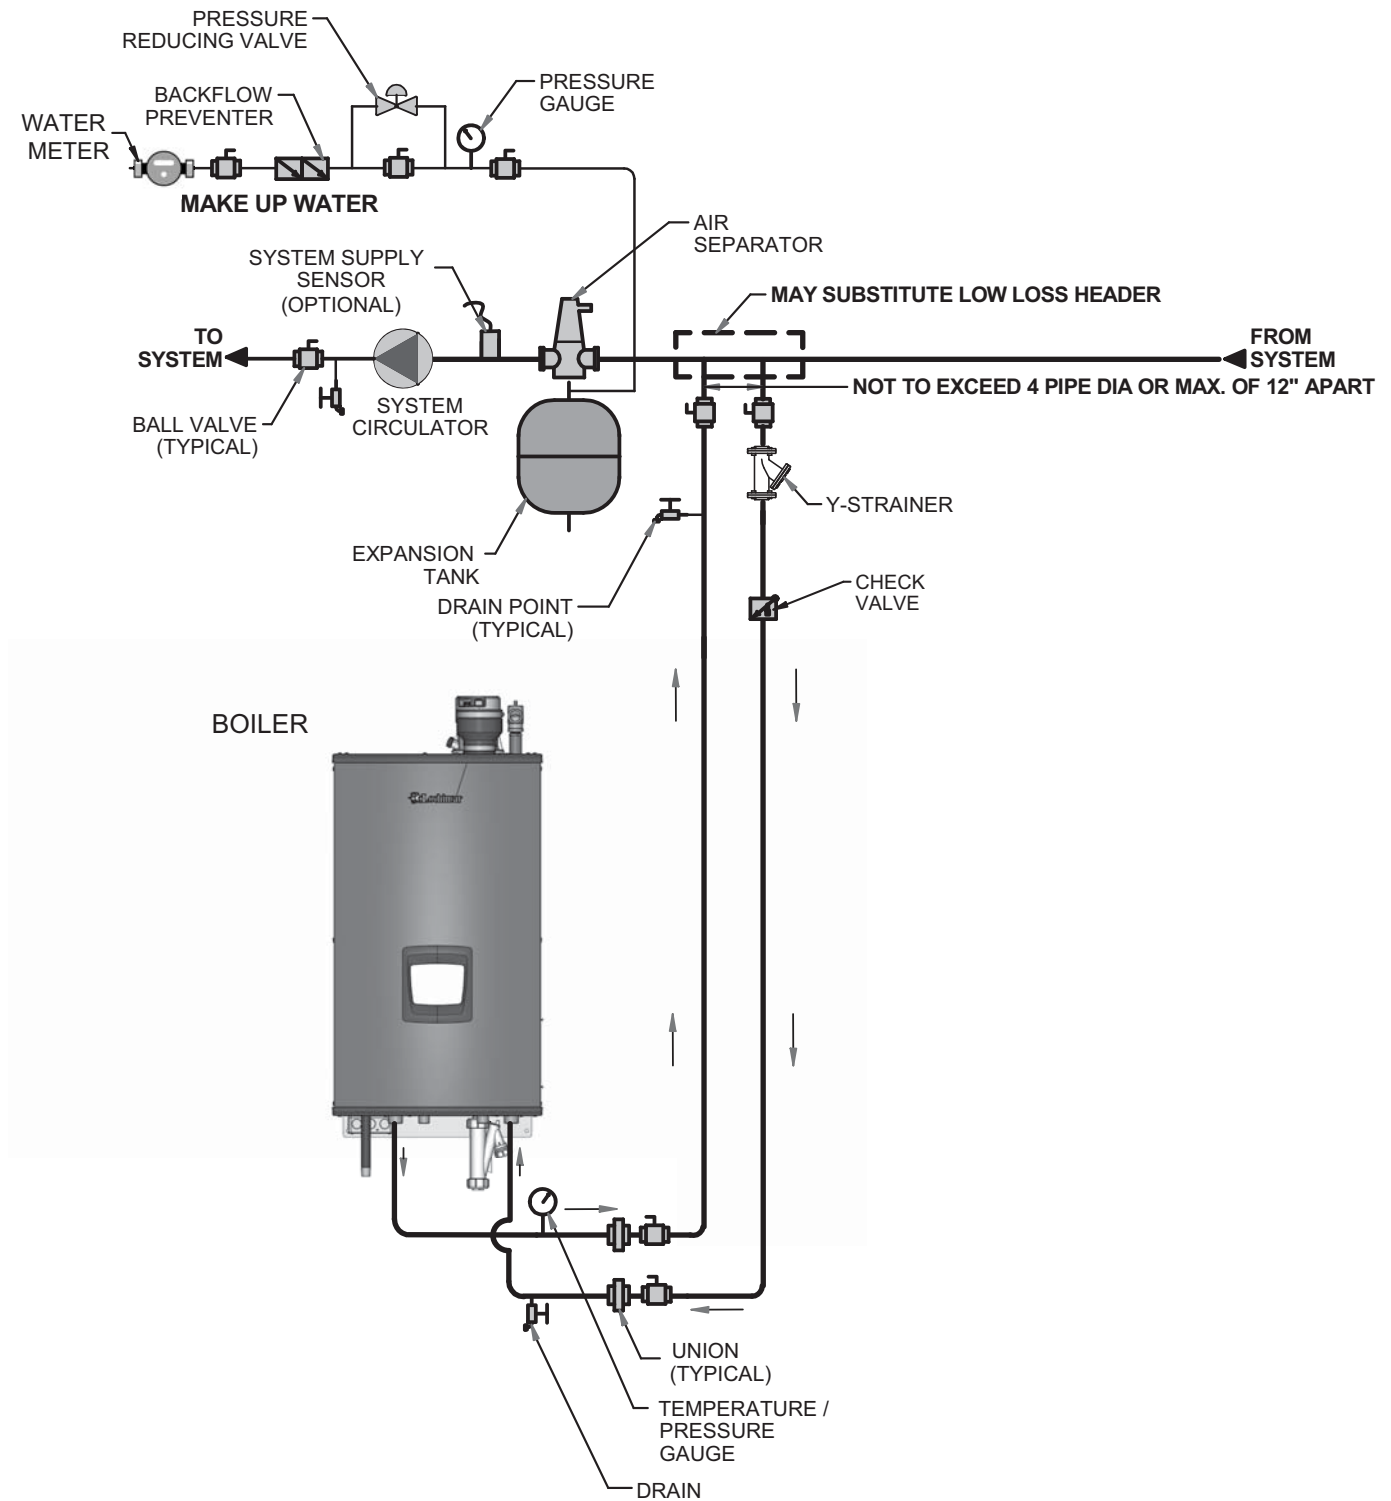 PRESSURE
REDUCING VALVE
PRESSURE
GAUGE
BACKFLOW
PREVENTER
WATER
METER
MAKE UP WATER
AIR
SEPARATOR
SYSTEM SUPPLY
SENSOR
(OPTIONAL)
MAY SUBSTITUTE LOW LOSS HEADER
TO
SYSTEM
FROM
SYSTEM
NOT TO EXCEED 4 PIPE DIA OR MAX. OF 12" APART
SYSTEM
CIRCULATOR
BALL VALVE
(TYPICAL)
Y-STRAINER
EXPANSION
TANK
DRAIN POINT
(TYPICAL)
CHECK
VALVE
BOILER
Lochinvar
UNION
(TYPICAL)
TEMPERATURE /
PRESSURE
GAUGE
DRAIN